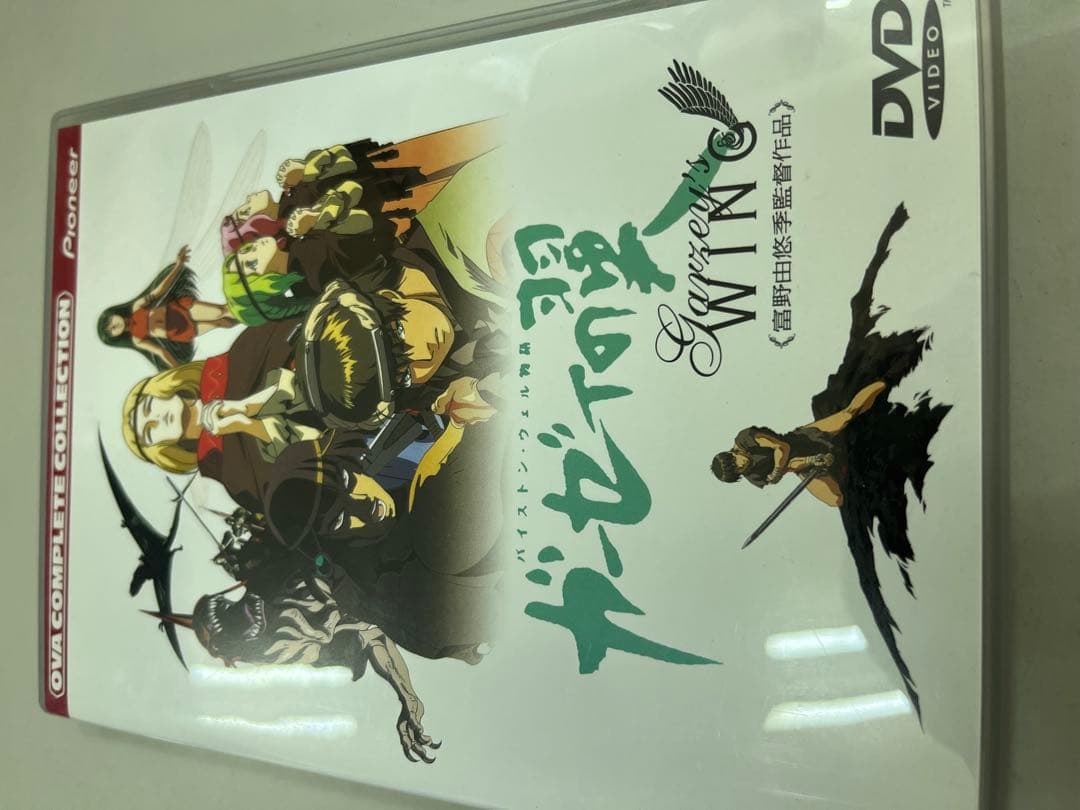 OVA COMPLETE COLLECTION
Pioneer
バイストン・ウェル物語
ガーゼィの翼
Garzey's
WING
《富野由悠季監督作品》
DVD
VIDEO
TM